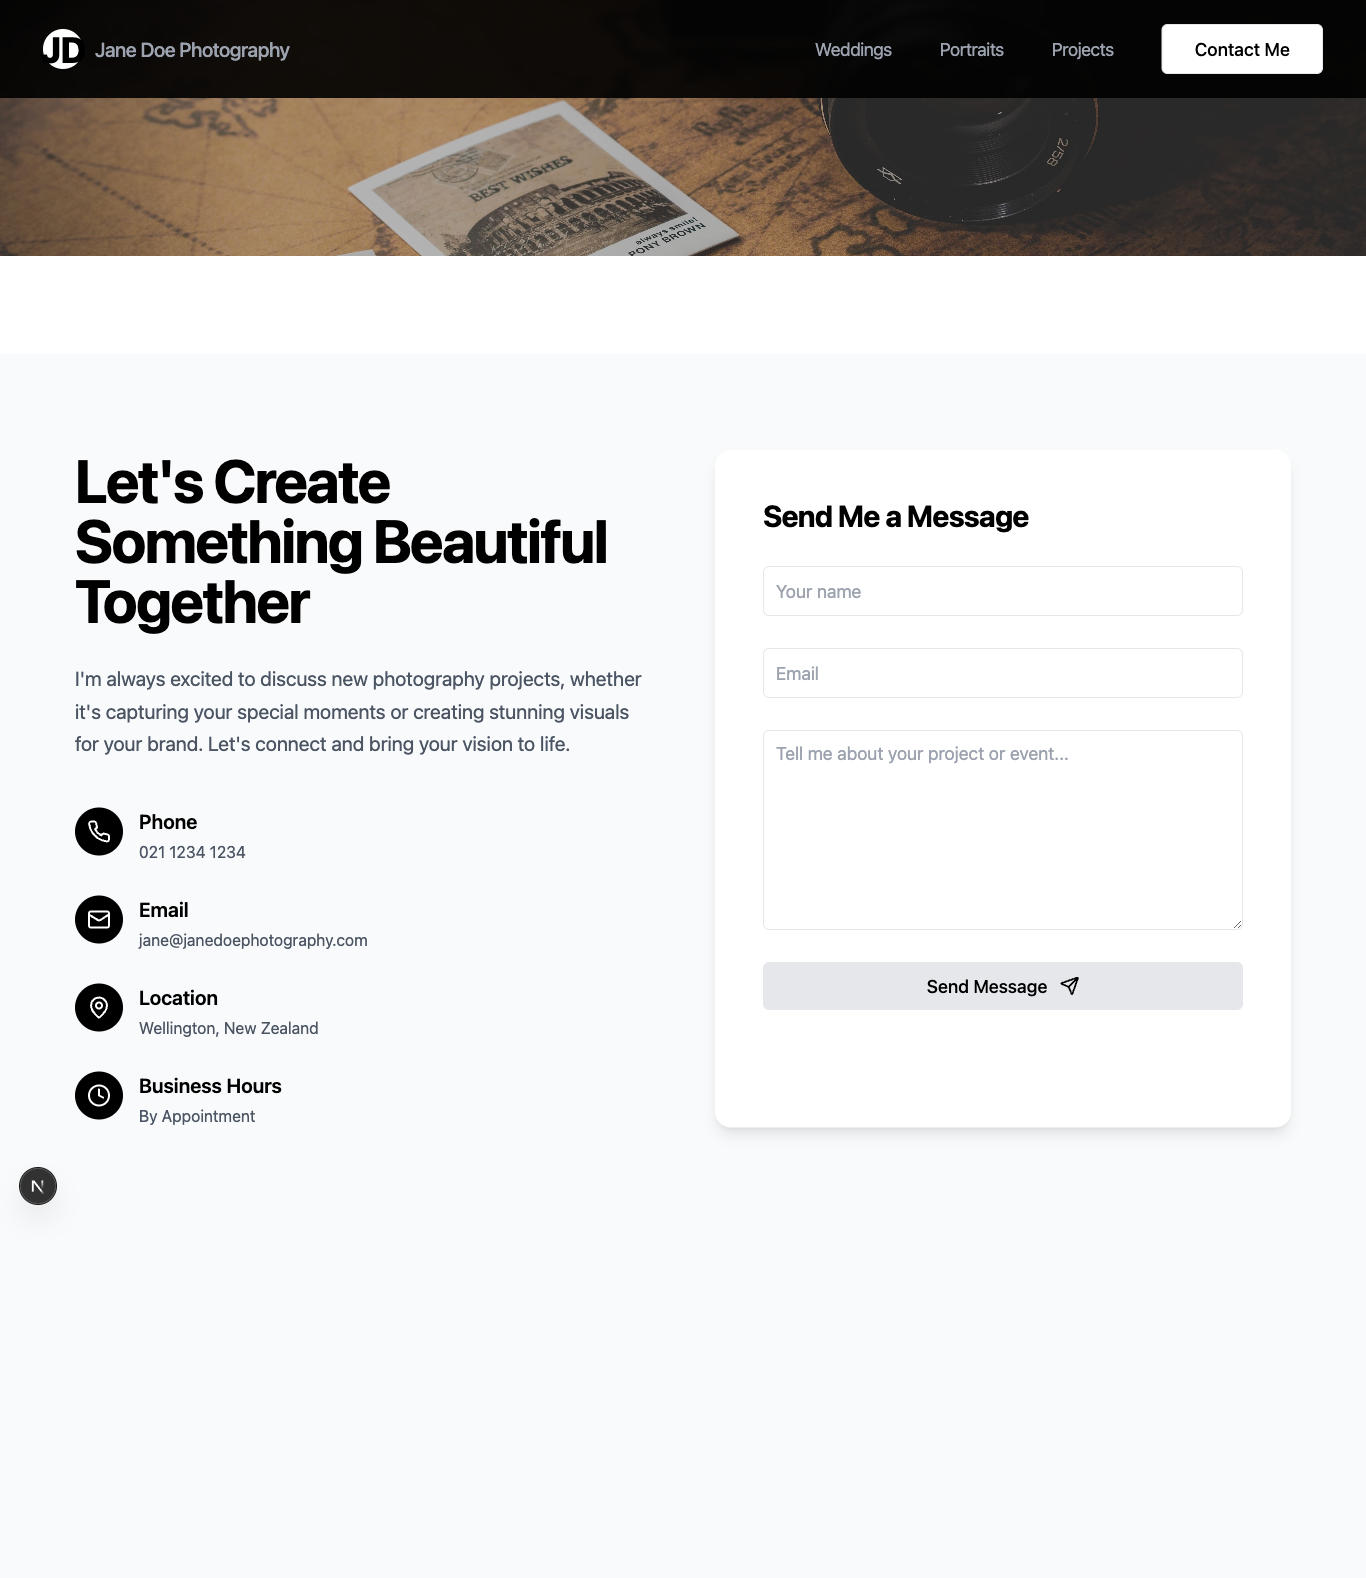 JD Jane Doe Photography
Weddings
Portraits
Projects
Contact Me
BEST WISHES
always smile!
PONY BROWN
2/58
Let's Create
Something Beautiful
Together
I'm always excited to discuss new photography projects, whether
it's capturing your special moments or creating stunning visuals
for your brand. Let's connect and bring your vision to life.
Phone
021 1234 1234
Email
jane@janedoephotography.com
Location
Wellington, New Zealand
Business Hours
By Appointment
Send Me a Message
Your name
Email
Tell me about your project or event...
Send Message
N